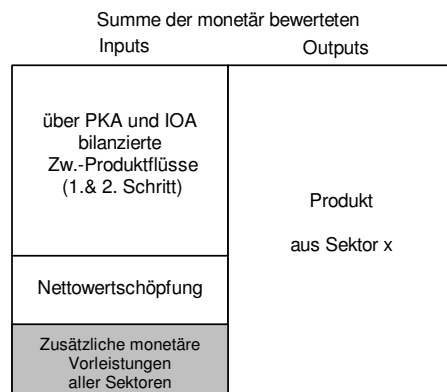 Summe der monetär bewerteten
Inputs Outputs
über PKA und IOA
bilanzierte
Zw.-Produktflüsse
(1.& 2. Schritt)
Produkt
aus Sektor x
Nettowertschöpfung
Zusätzliche monetäre
Vorleistungen
aller Sektoren